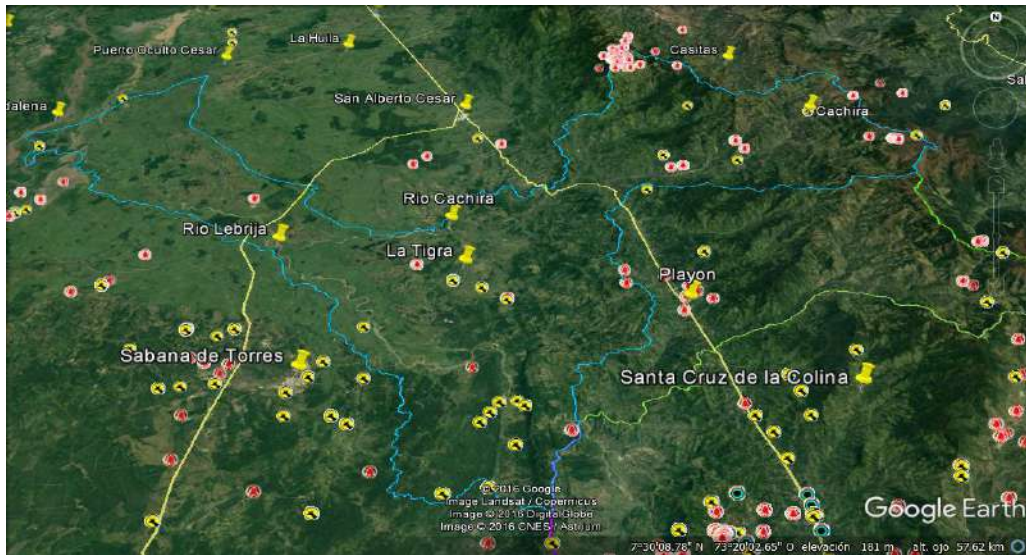 La Huila
Puerto Oculto Cesar
Casitas
N
Sa
dalena
San Alberto Cesar
Cachira
Rio Cachira
Rio Lebrija
La Tigra
Playon
Sabana de Torres
Santa Cruz de la Colina
© 2016 Google
Image Landsat / Copernicus
Image © 2016 DigitalGlobe
Image © 2016 CNES / Astrium
Google Earth
7°30'08.78" N 73°20'02.65" O elevación 181 m alt. ojo 57.62 km